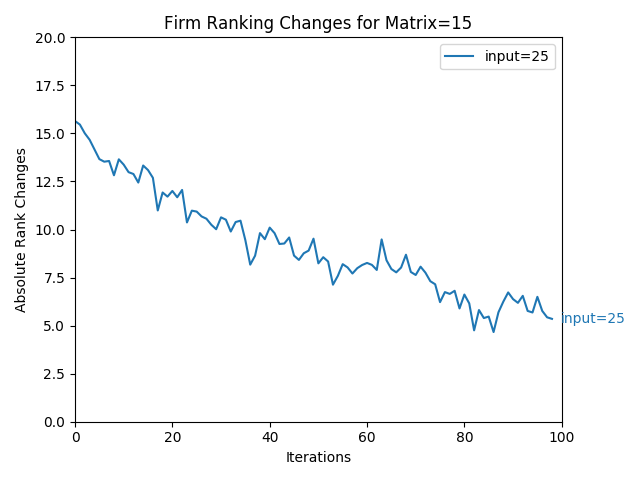 Firm Ranking Changes for Matrix=15
input=25
Absolute Rank Changes
20.0
17.5
15.0
12.5
10.0
7.5
5.0
2.5
0.0
input=25
0 20 40 60 80 100
Iterations